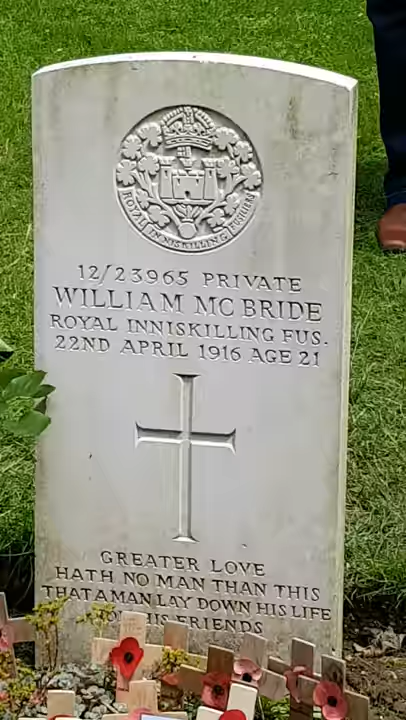 ROYAL INNISKILLING FUSILIERS
12/23965 PRIVATE
WILLIAM MC BRIDE
ROYAL INNISKILLING FUS.
22ND APRIL 1916 AGE 21
GREATER LOVE
HATH NO MAN THAN THIS
THAT A MAN LAY DOWN HIS LIFE
HIS FRIENDS